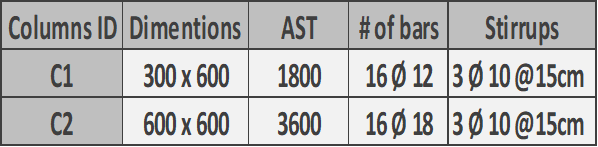 Columns ID Dimentions AST # of bars Stirrups
C1 300 x 600 1800 16 Ø 12 3 Ø 10 @15cm
C2 600 x 600 3600 16 Ø 18 3 Ø 10 @15cm